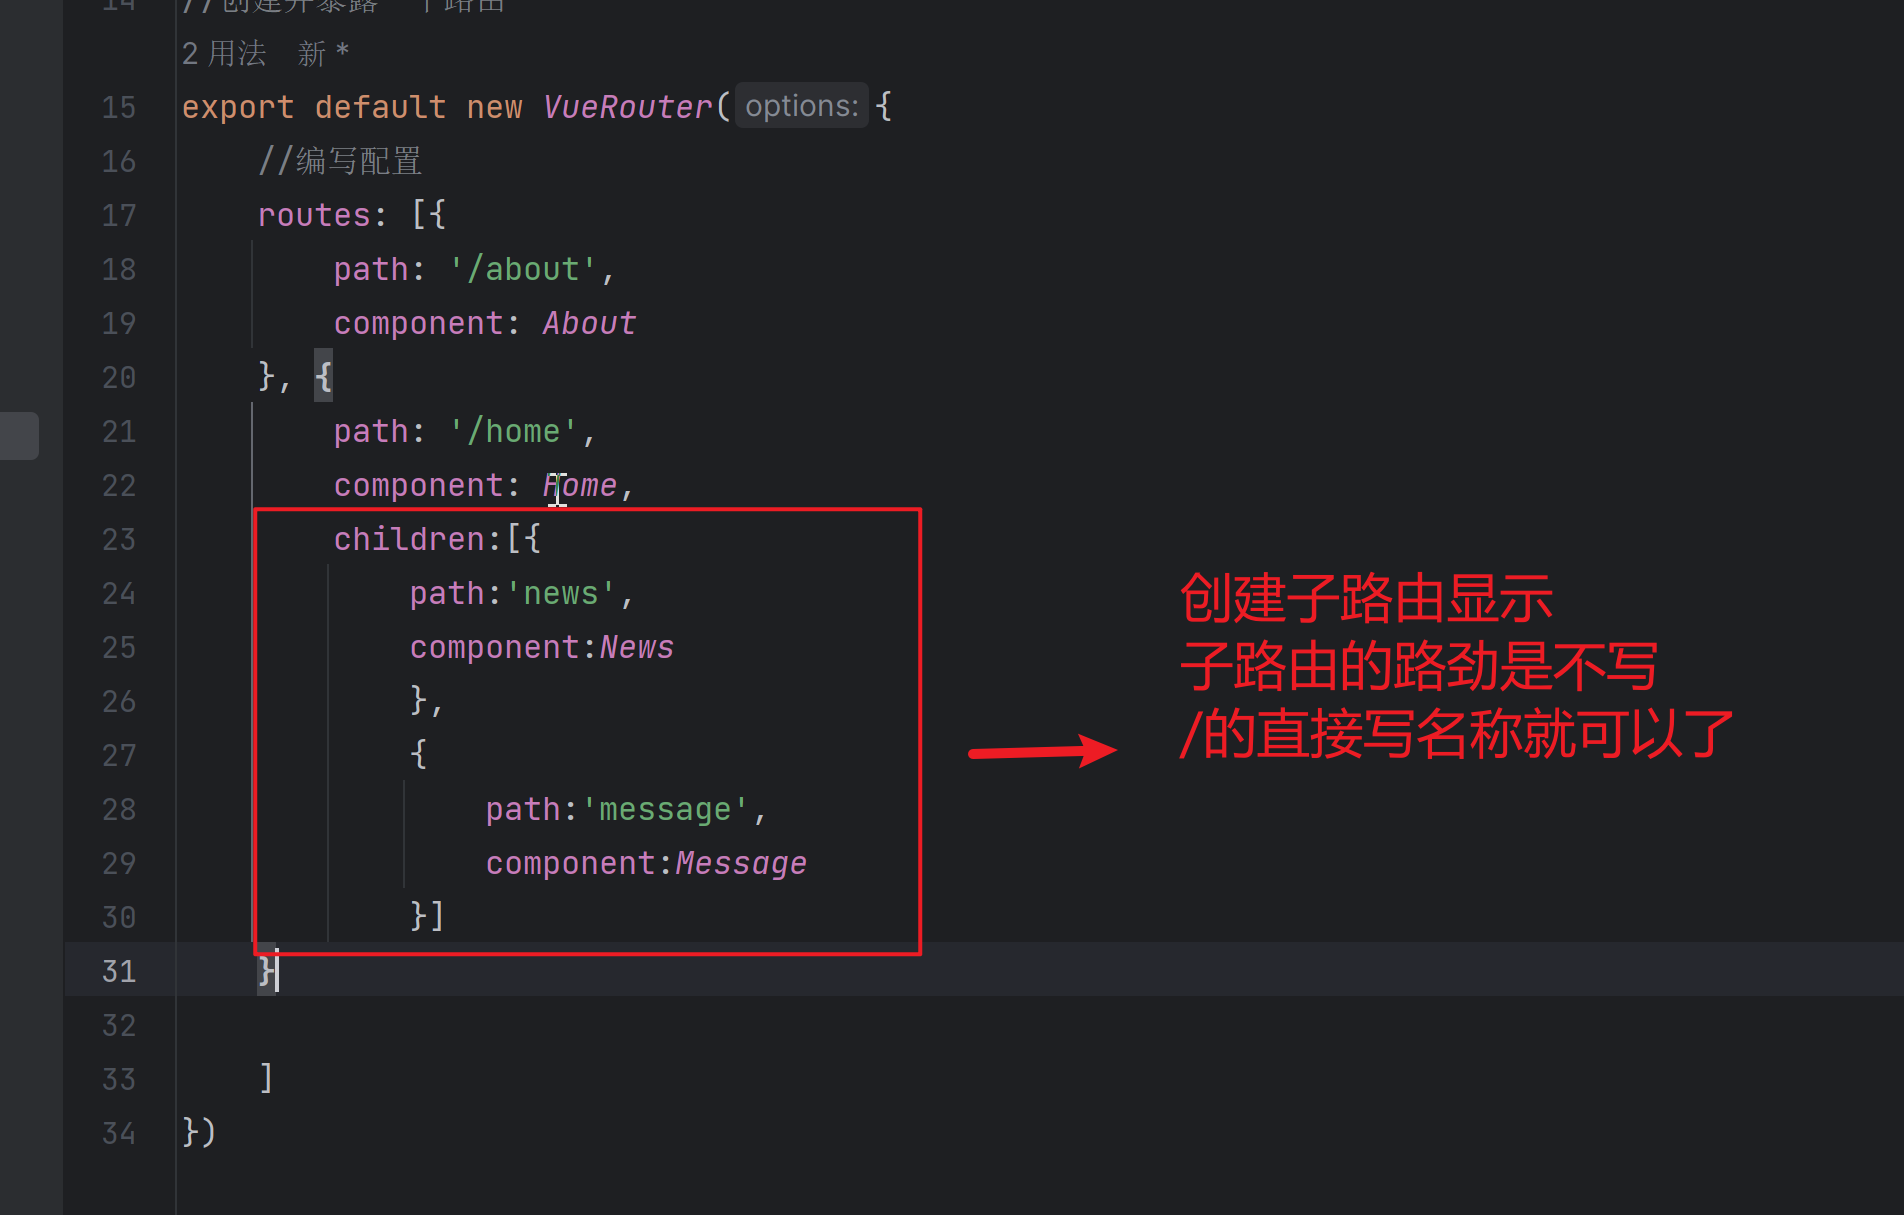 14 //创建并暴露一个路由
2 用法 新 *
15 export default new VueRouter( options: {
16 //编写配置
17 routes: [{
18 path: '/about',
19 component: About
20 }, {
21 path: '/home',
22 component: Home,
23 children:[{
24 path:'news',
25 component:News
26 },
27 {
28 path:'message',
29 component:Message
30 }]
31 }
32
33 ]
34 })
创建子路由显示
子路由的路劲是不写
/的直接写名称就可以了